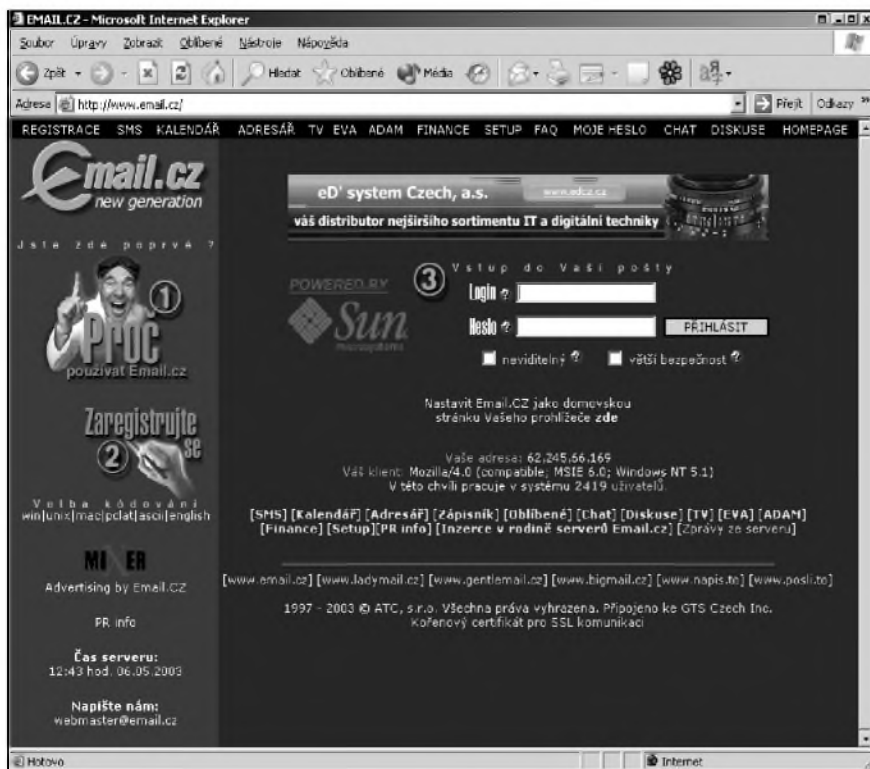 EMAIL.CZ - Microsoft Internet Explorer
Soubor Úpravy Zobrazit Oblíbené Nástroje Nápověda
Zpět Hledat Oblíbené Média
Adresa http://www.email.cz/ Přejít Odkazy »
REGISTRACE SMS KALENDÁŘ ADRESÁŘ TV EVA ADAM FINANCE SETUP FAQ MOJE HESLO CHAT DISKUSE HOMEPAGE
Email.cz
new generation
Jste zde poprvé ?
1
Proč
používat Email.cz
Zaregistrujte
se
2
Volba kódování
win|unix|mac|pclat|ascii|english
Advertising by Email.CZ
PR info
Čas serveru:
12:43 hod. 06.05.2003
Napište nám:
webmaster@email.cz
eD' system Czech, a.s. www.edcz.cz
váš distributor nejširšího sortimentu IT a digitální techniky
POWERED BY
Sun
microsystems
3
Vstup do Vaší pošty
Login ?
Heslo ? PŘIHLÁSIT
neviditelný ? větší bezpečnost ?
Nastavit Email.CZ jako domovskou
stránku Vašeho prohlížeče zde
Vaše adresa: 62.245.66.169
Váš klient: Mozilla/4.0 (compatible; MSIE 6.0; Windows NT 5.1)
V této chvíli pracuje v systému 2419 uživatelů.
[SMS] [Kalendář] [Adresář] [Zápisník] [Oblíbené] [Chat] [Diskuse] [TV] [EVA] [ADAM]
[Finance] [Setup][PR info] [Inzerce v rodině serverů Email.cz] [Zprávy ze serveru]
[www.email.cz] [www.ladymail.cz] [www.gentlemail.cz] [www.bigmail.cz] [www.napis.to] [www.posli.to]
1997 - 2003 © ATC, s.r.o. Všechna práva vyhrazena. Připojeno ke GTS Czech Inc.
Kořenový certifikát pro SSL komunikaci
Hotovo Internet